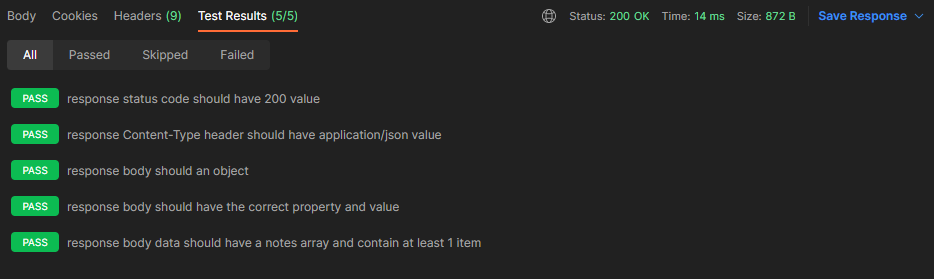 Body Cookies Headers (9) Test Results (5/5) Status: 200 OK Time: 14 ms Size: 872 B Save Response
All Passed Skipped Failed
PASS response status code should have 200 value
PASS response Content-Type header should have application/json value
PASS response body should an object
PASS response body should have the correct property and value
PASS response body data should have a notes array and contain at least 1 item